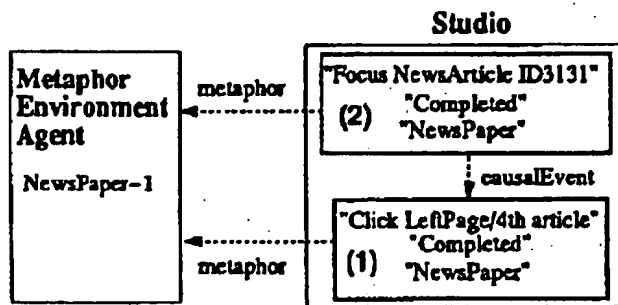 Studio
Metaphor
Environment
Agent
NewsPaper-1
metaphor
"Focus NewsArticle ID3131"
(2)
"Completed"
"NewsPaper"
causalEvent
"Click LeftPage/4th article"
(1)
"Completed"
"NewsPaper"
metaphor